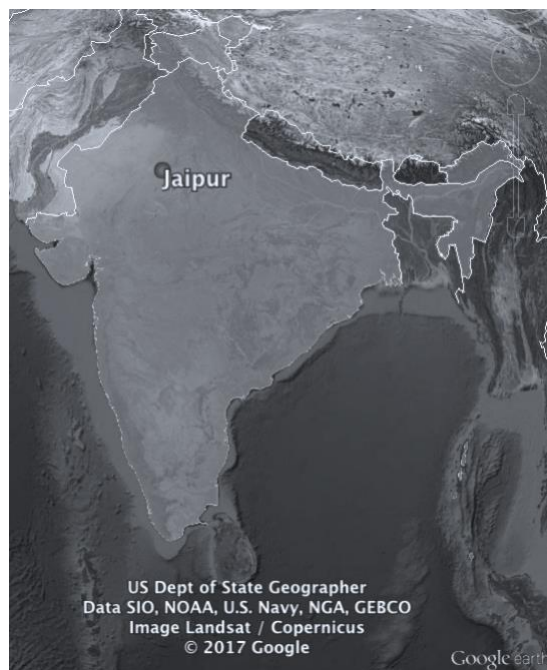 Jaipur
US Dept of State Geographer
Data SIO, NOAA, U.S. Navy, NGA, GEBCO
Image Landsat / Copernicus
© 2017 Google
Google earth